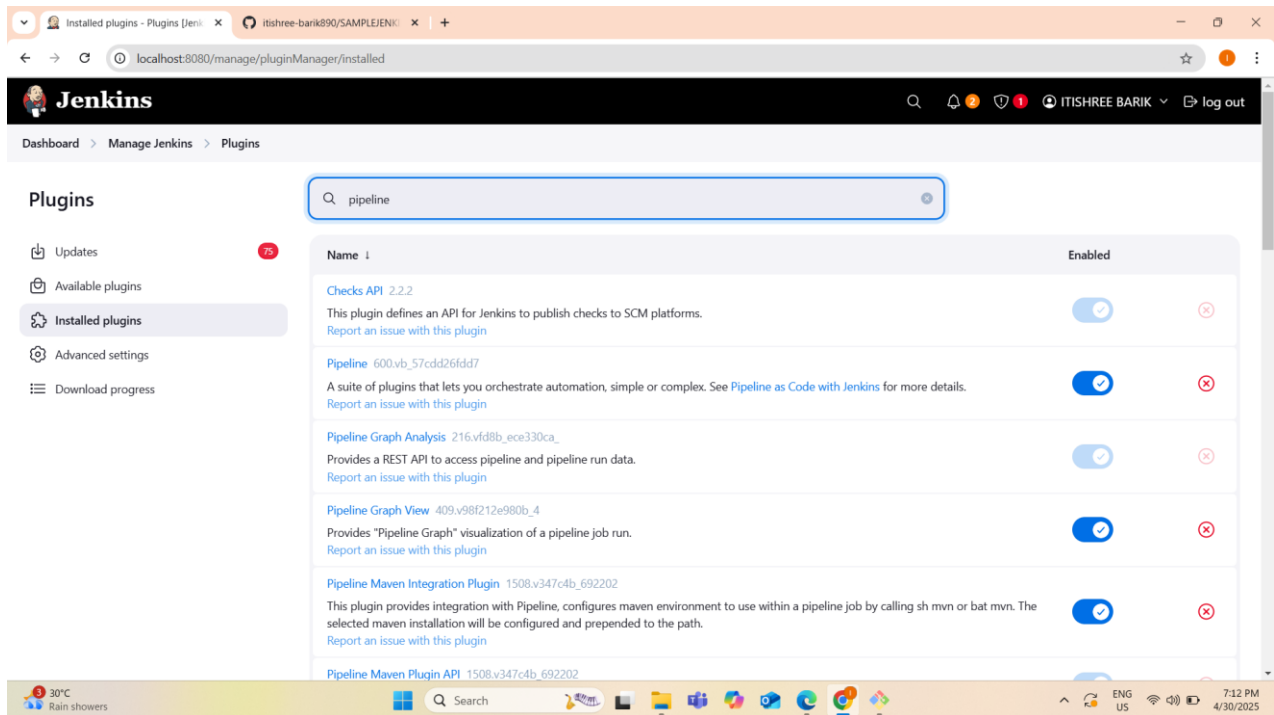 Installed plugins - Plugins [Jenk
itishree-barik890/SAMPLEJENKI
localhost:8080/manage/pluginManager/installed
I
Jenkins
2
1
ITISHREE BARIK
log out
Dashboard > Manage Jenkins > Plugins
Plugins
pipeline
Updates
75
Available plugins
Installed plugins
Advanced settings
Download progress
Name ↓ Enabled
Checks API 2.2.2
This plugin defines an API for Jenkins to publish checks to SCM platforms.
Report an issue with this plugin
Pipeline 600.vb_57cdd26fdd7
A suite of plugins that lets you orchestrate automation, simple or complex. See Pipeline as Code with Jenkins for more details.
Report an issue with this plugin
Pipeline Graph Analysis 216.vfd8b_ece330ca_
Provides a REST API to access pipeline and pipeline run data.
Report an issue with this plugin
Pipeline Graph View 409.v98f212e980b_4
Provides "Pipeline Graph" visualization of a pipeline job run.
Report an issue with this plugin
Pipeline Maven Integration Plugin 1508.v347c4b_692202
This plugin provides integration with Pipeline, configures maven environment to use within a pipeline job by calling sh mvn or bat mvn. The
selected maven installation will be configured and prepended to the path.
Report an issue with this plugin
Pipeline Maven Plugin API 1508.v347c4b_692202
3
30°C
Rain showers
Search
ENG
US
7:12 PM
4/30/2025